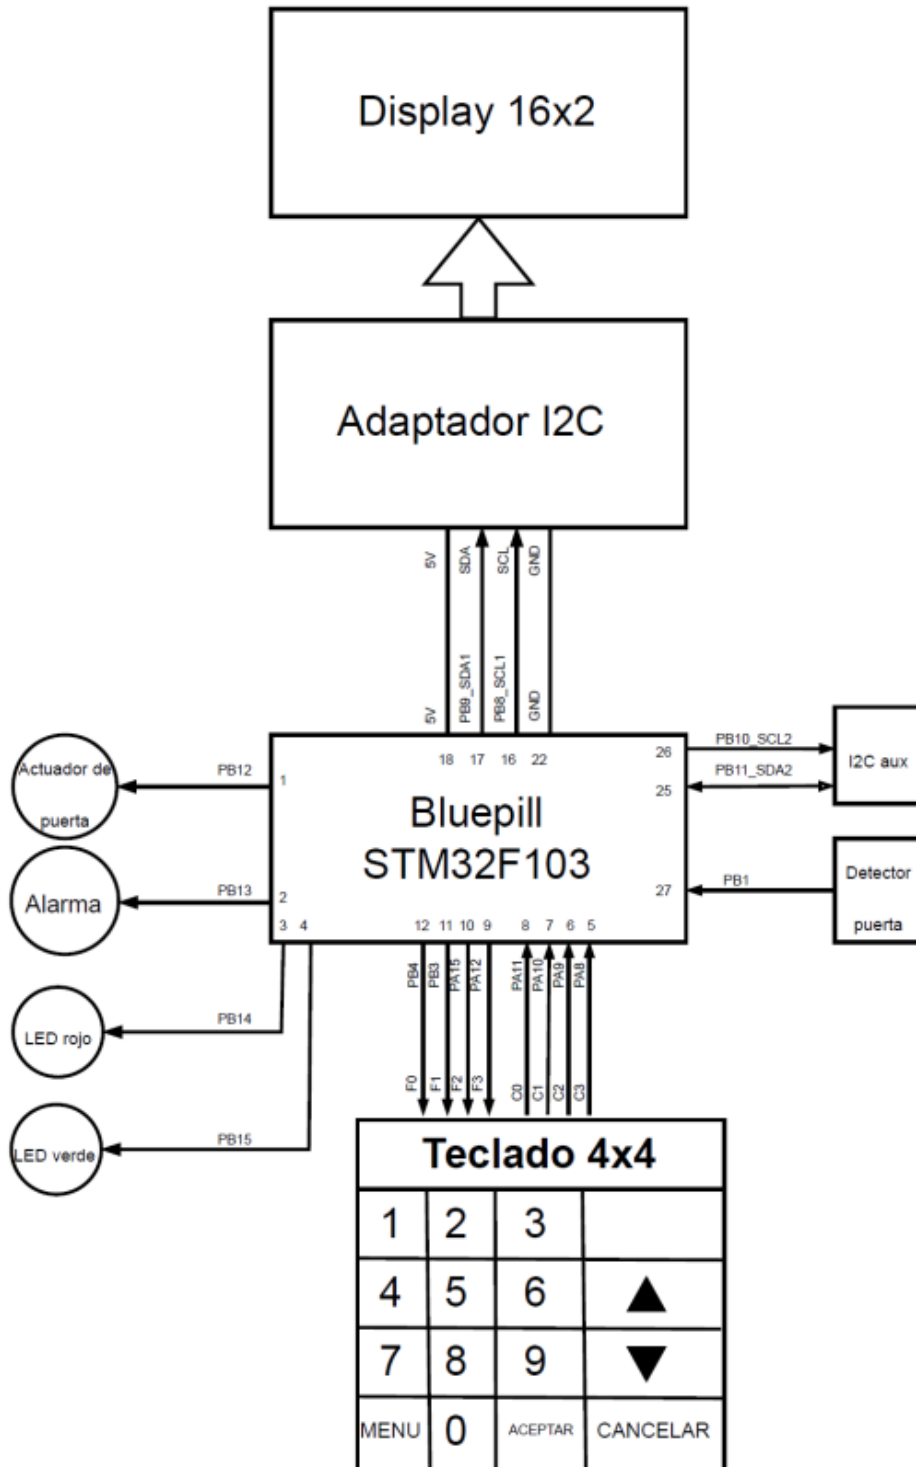 Display 16x2
Adaptador I2C
5V
SDA
SCL
GND
5V
PB9_SDA1
PB8_SCL1
GND
18 17 16 22
Bluepill
STM32F103
1
2
3 4
26
25
27
12 11 10 9 8 7 6 5
PB12
Actuador de
puerta
PB13
Alarma
PB14
LED rojo
PB15
LED verde
PB10_SCL2
PB11_SDA2
I2C aux
PB1
Detector
puerta
PB4
PB3
PA15
PA12
PA11
PA10
PA9
PA8
F0
F1
F2
F3
C0
C1
C2
C3
Teclado 4x4
1 2 3
4 5 6 ▲
7 8 9 ▼
MENU 0 ACEPTAR CANCELAR